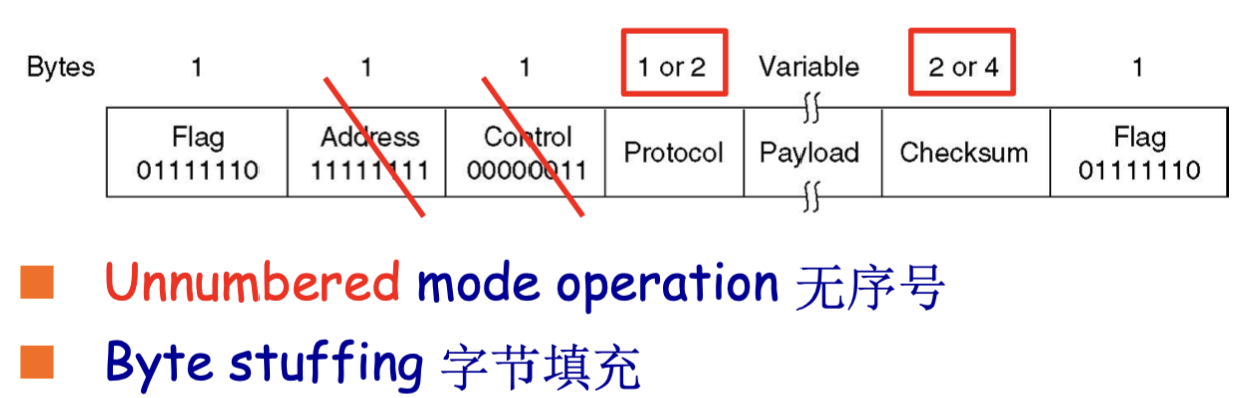 Bytes 1 1 1 1 or 2 Variable 2 or 4 1
Flag Address Control Protocol Payload Checksum Flag
01111110 11111111 00000011 01111110
Unnumbered mode operation 无序号
Byte stuffing 字节填充